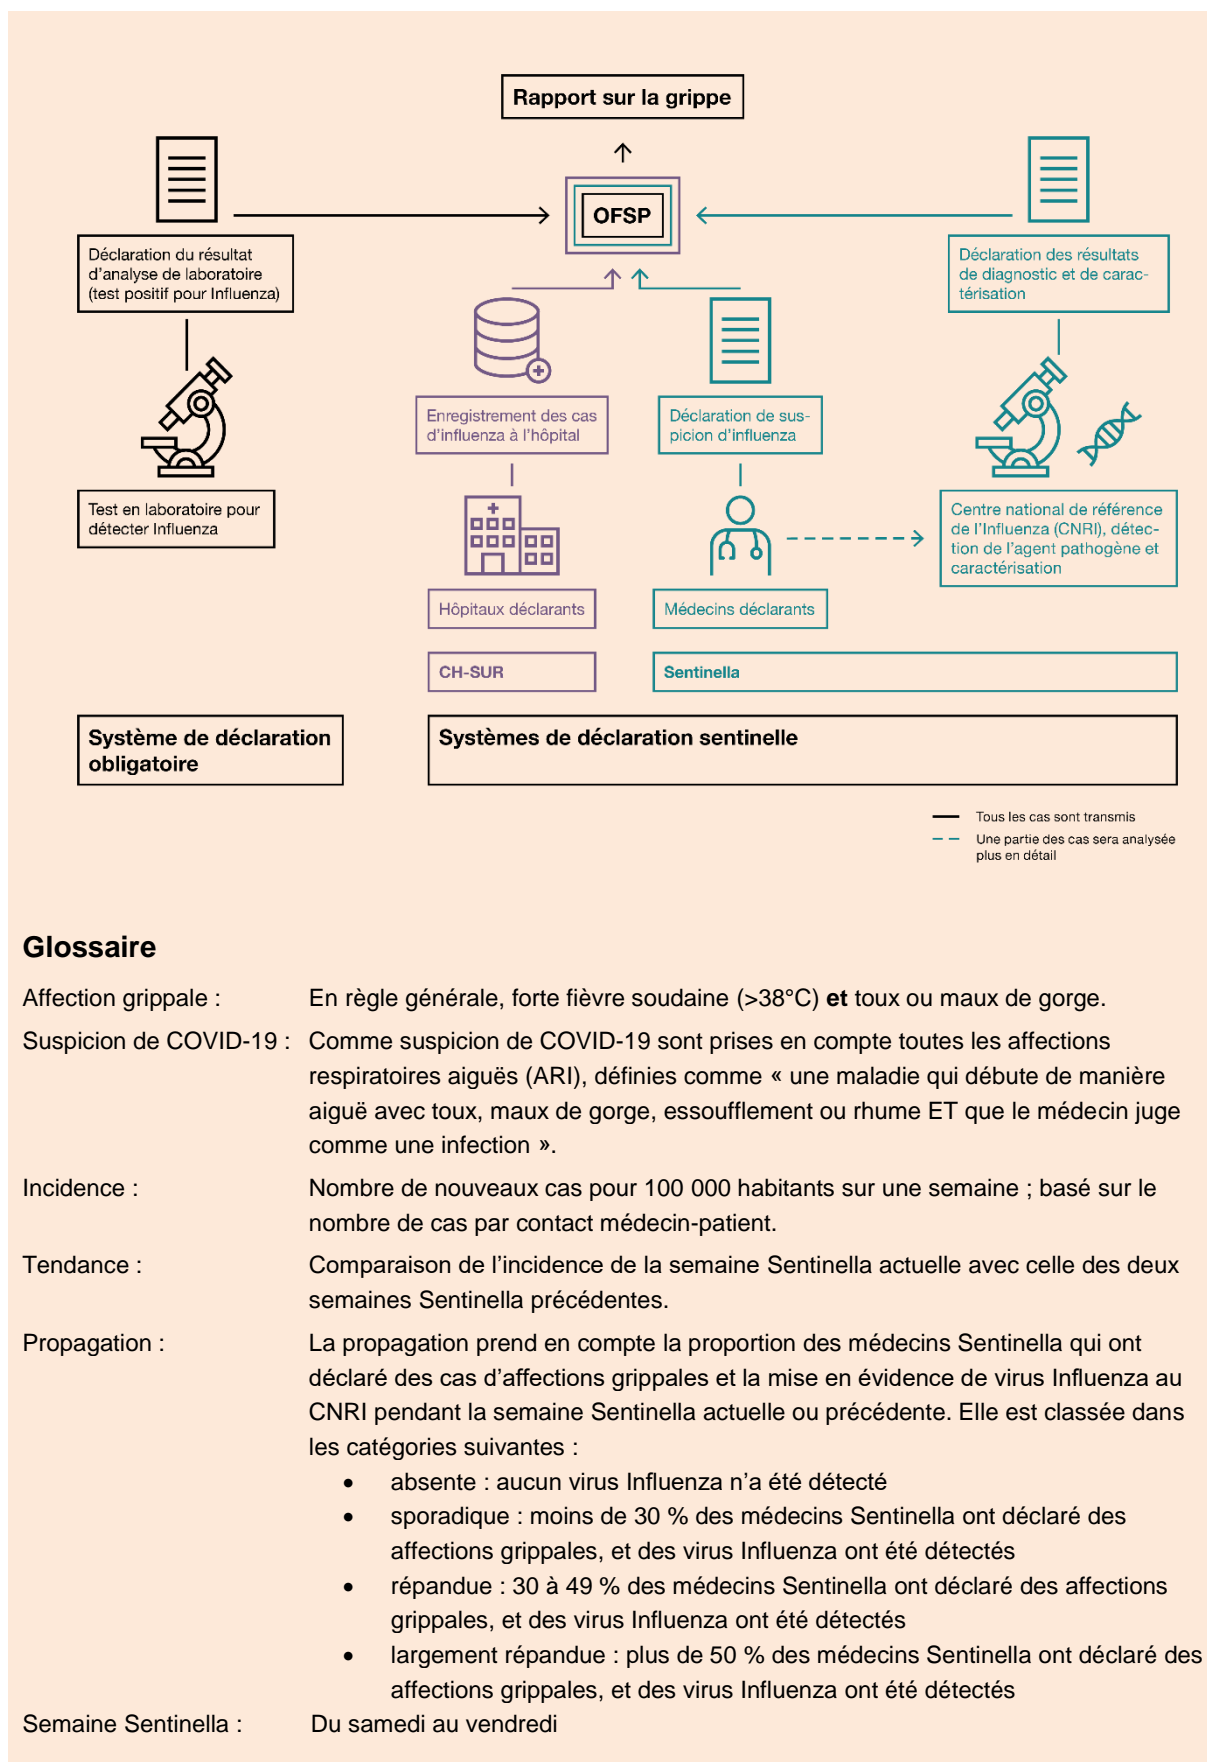 Rapport sur la grippe
OFSP
Déclaration du résultat
d'analyse de laboratoire
(test positif pour Influenza)
Déclaration des résultats
de diagnostic et de carac-
térisation
Enregistrement des cas
d'influenza à l'hôpital
Déclaration de sus-
picion d'influenza
Test en laboratoire pour
détecter Influenza
Centre national de référence
de l'Influenza (CNRI), détec-
tion de l'agent pathogène et
caractérisation
Hôpitaux déclarants
Médecins déclarants
CH-SUR
Sentinella
Système de déclaration
obligatoire
Systèmes de déclaration sentinelle
Tous les cas sont transmis
Une partie des cas sera analysée
plus en détail
Glossaire
Affection grippale : En règle générale, forte fièvre soudaine (>38°C) et toux ou maux de gorge.
Suspicion de COVID-19 : Comme suspicion de COVID-19 sont prises en compte toutes les affections
respiratoires aiguës (ARI), définies comme « une maladie qui débute de manière
aiguë avec toux, maux de gorge, essoufflement ou rhume ET que le médecin juge
comme une infection ».
Incidence : Nombre de nouveaux cas pour 100 000 habitants sur une semaine ; basé sur le
nombre de cas par contact médecin-patient.
Tendance : Comparaison de l'incidence de la semaine Sentinella actuelle avec celle des deux
semaines Sentinella précédentes.
Propagation : La propagation prend en compte la proportion des médecins Sentinella qui ont
déclaré des cas d'affections grippales et la mise en évidence de virus Influenza au
CNRI pendant la semaine Sentinella actuelle ou précédente. Elle est classée dans
les catégories suivantes :
• absente : aucun virus Influenza n'a été détecté
• sporadique : moins de 30 % des médecins Sentinella ont déclaré des
affections grippales, et des virus Influenza ont été détectés
• répandue : 30 à 49 % des médecins Sentinella ont déclaré des affections
grippales, et des virus Influenza ont été détectés
• largement répandue : plus de 50 % des médecins Sentinella ont déclaré des
affections grippales, et des virus Influenza ont été détectés
Semaine Sentinella : Du samedi au vendredi